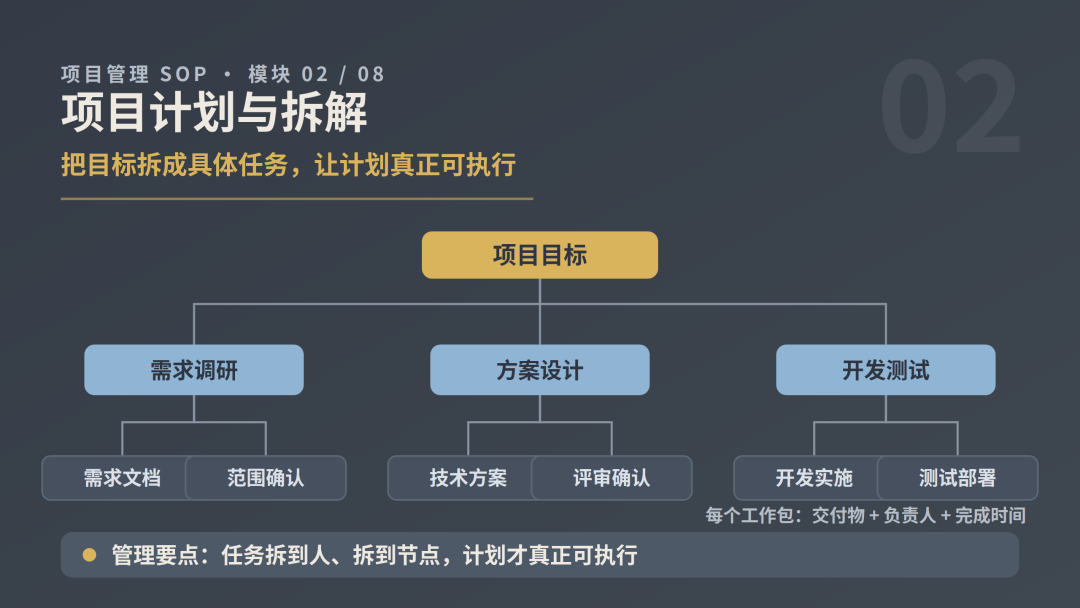 项目管理 SOP · 模块 02 / 08
02
项目计划与拆解
把目标拆成具体任务，让计划真正可执行
项目目标
需求调研
方案设计
开发测试
需求文档
范围确认
技术方案
评审确认
开发实施
测试部署
每个工作包：交付物 + 负责人 + 完成时间
管理要点：任务拆到人、拆到节点，计划才真正可执行